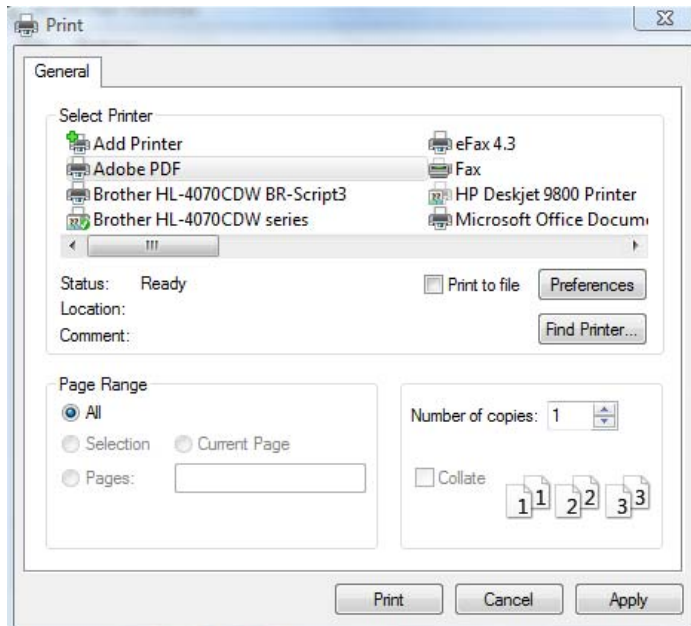 Print
General
Select Printer
Add Printer
Adobe PDF
Brother HL-4070CDW BR-Script3
Brother HL-4070CDW series
eFax 4.3
Fax
HP Deskjet 9800 Printer
Microsoft Office Docum
Status: Ready
Location:
Comment:
Print to file
Preferences
Find Printer...
Page Range
All
Selection
Current Page
Pages:
Number of copies: 1
Collate
1 1 2 2 3 3
Print
Cancel
Apply